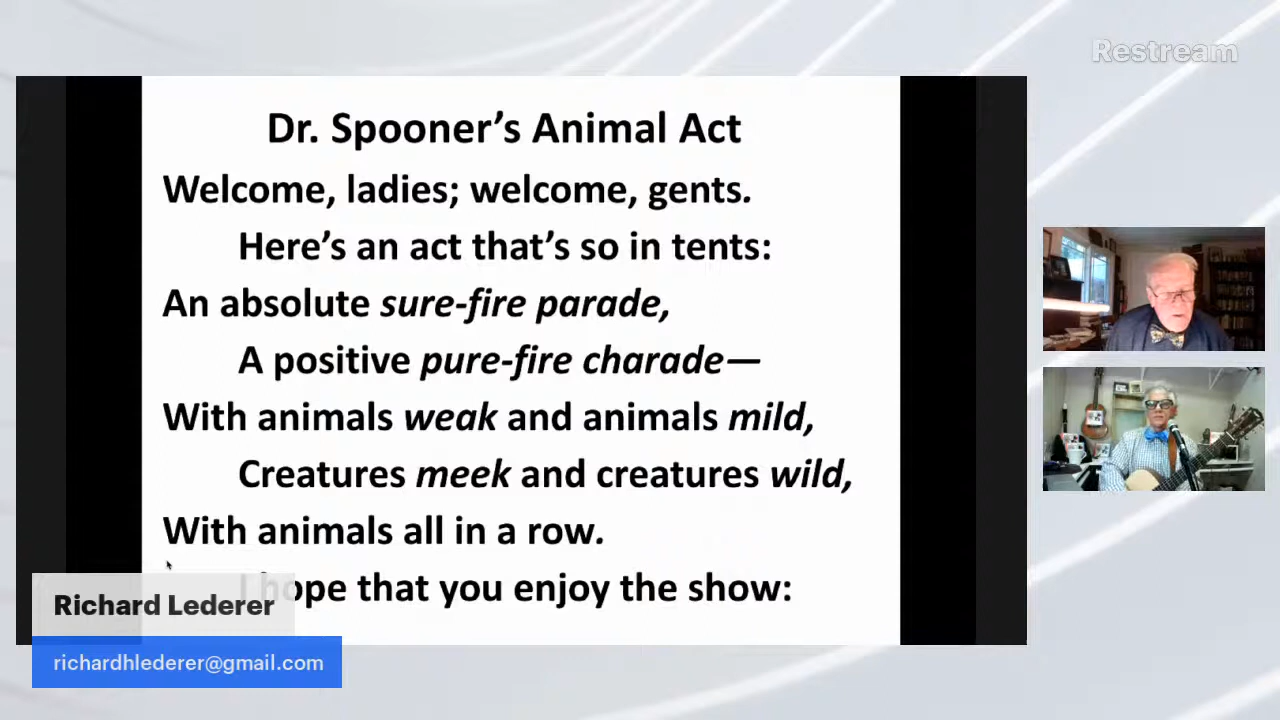 Restream
Dr. Spooner’s Animal Act
Welcome, ladies; welcome, gents.
Here’s an act that’s so in tents:
An absolute sure-fire parade,
A positive pure-fire charade—
With animals weak and animals mild,
Creatures meek and creatures wild,
With animals all in a row.
I hope that you enjoy the show:
Richard Lederer
richardhlederer@gmail.com